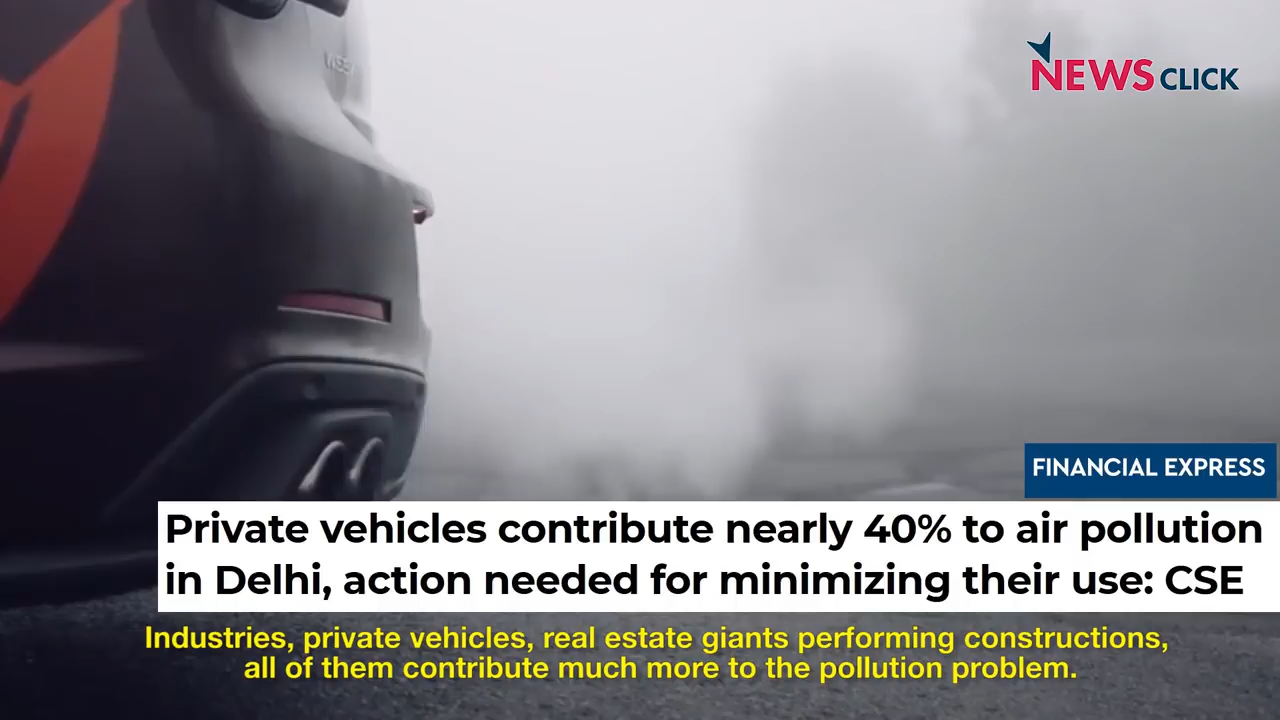 NEWSCLICK
FINANCIAL EXPRESS
Private vehicles contribute nearly 40% to air pollution
in Delhi, action needed for minimizing their use: CSE
Industries, private vehicles, real estate giants performing constructions,
all of them contribute much more to the pollution problem.